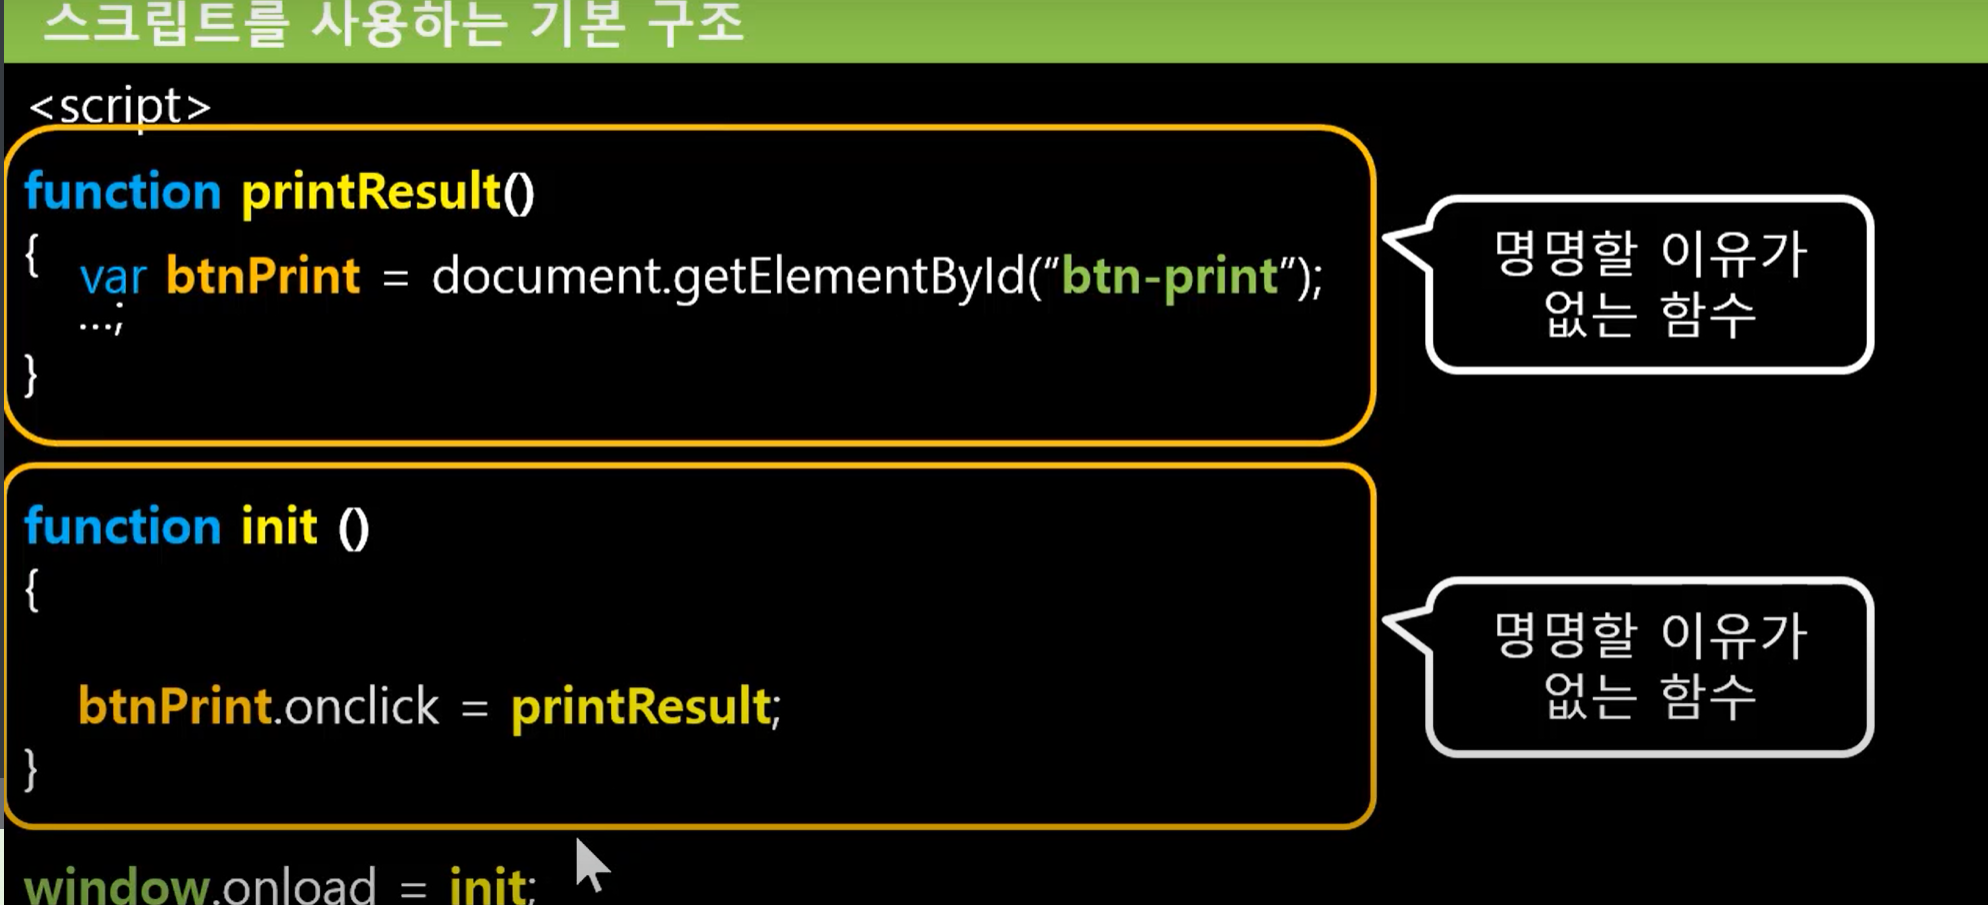 스크립트를 사용하는 기본 구조
<script>
function printResult()
{
var btnPrint = document.getElementById(“btn-print”);
...;
}
명명할 이유가
없는 함수
function init ()
{
btnPrint.onclick = printResult;
}
명명할 이유가
없는 함수
window.onload = init;